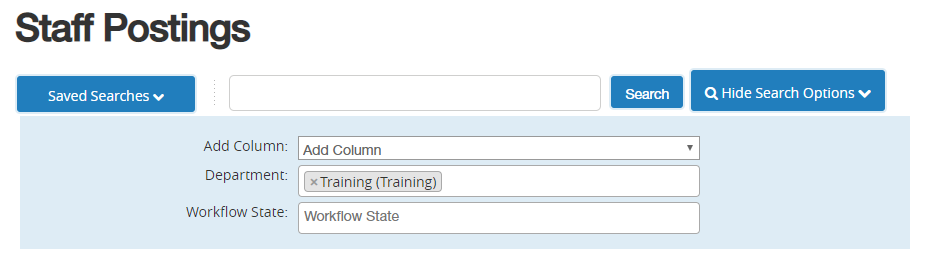 Staff Postings
Saved Searches
Search
Hide Search Options
Add Column: Add Column
Department: × Training (Training)
Workflow State: Workflow State